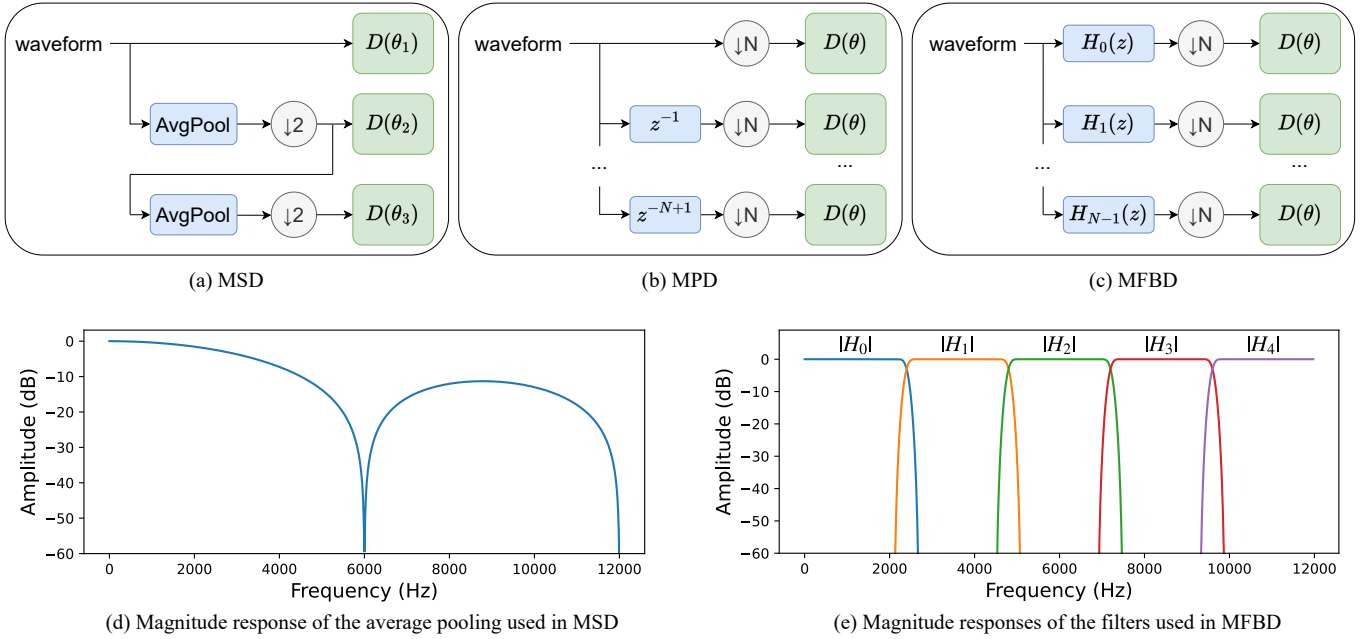 waveform
D(θ₁)
AvgPool
↓2
D(θ₂)
AvgPool
↓2
D(θ₃)
(a) MSD
waveform
↓N
D(θ)
z⁻¹
↓N
D(θ)
...
...
z⁻ᴺ⁺¹
↓N
D(θ)
(b) MPD
waveform
H₀(z)
↓N
D(θ)
H₁(z)
↓N
D(θ)
...
...
H_{N−1}(z)
↓N
D(θ)
(c) MFBD
Amplitude (dB)
0
−10
−20
−30
−40
−50
−60
0 2000 4000 6000 8000 10000 12000
Frequency (Hz)
(d) Magnitude response of the average pooling used in MSD
|H₀| |H₁| |H₂| |H₃| |H₄|
Amplitude (dB)
0
−10
−20
−30
−40
−50
−60
0 2000 4000 6000 8000 10000 12000
Frequency (Hz)
(e) Magnitude responses of the filters used in MFBD